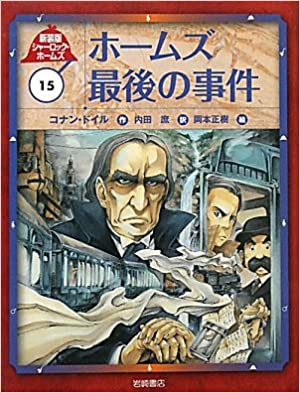 新装版
シャーロック・
ホームズ
15
ホームズ
最後の事件
コナン・ドイル 作 内田 庶 訳 岡本正樹 絵
岩崎書店